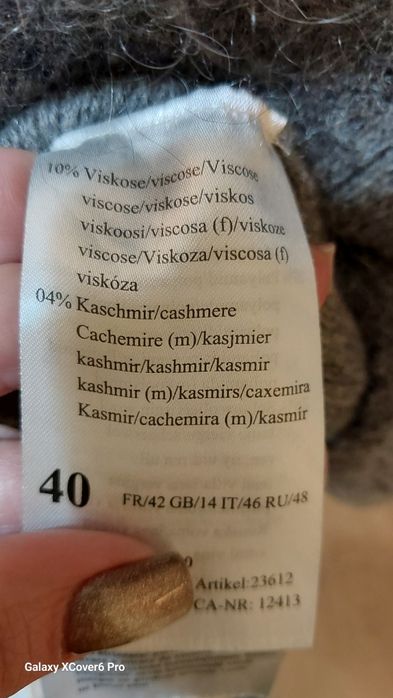 10% Viskose/viscose/Viscose
viscose/viskose/viskos
viskoosi/viscosa (f)/viskoze
viscose/Viskoza/viscosa (f)
viskóza
04% Kaschmir/cashmere
Cachemire (m)/kasjmier
kashmir/kashmir/kasmir
kashmir (m)/kasmirs/caxemira
Kasmir/cachemira (m)/kasmír
40 FR/42 GB/14 IT/46 RU/48
0
Artikel:23612
CA-NR: 12413
Galaxy XCover6 Pro